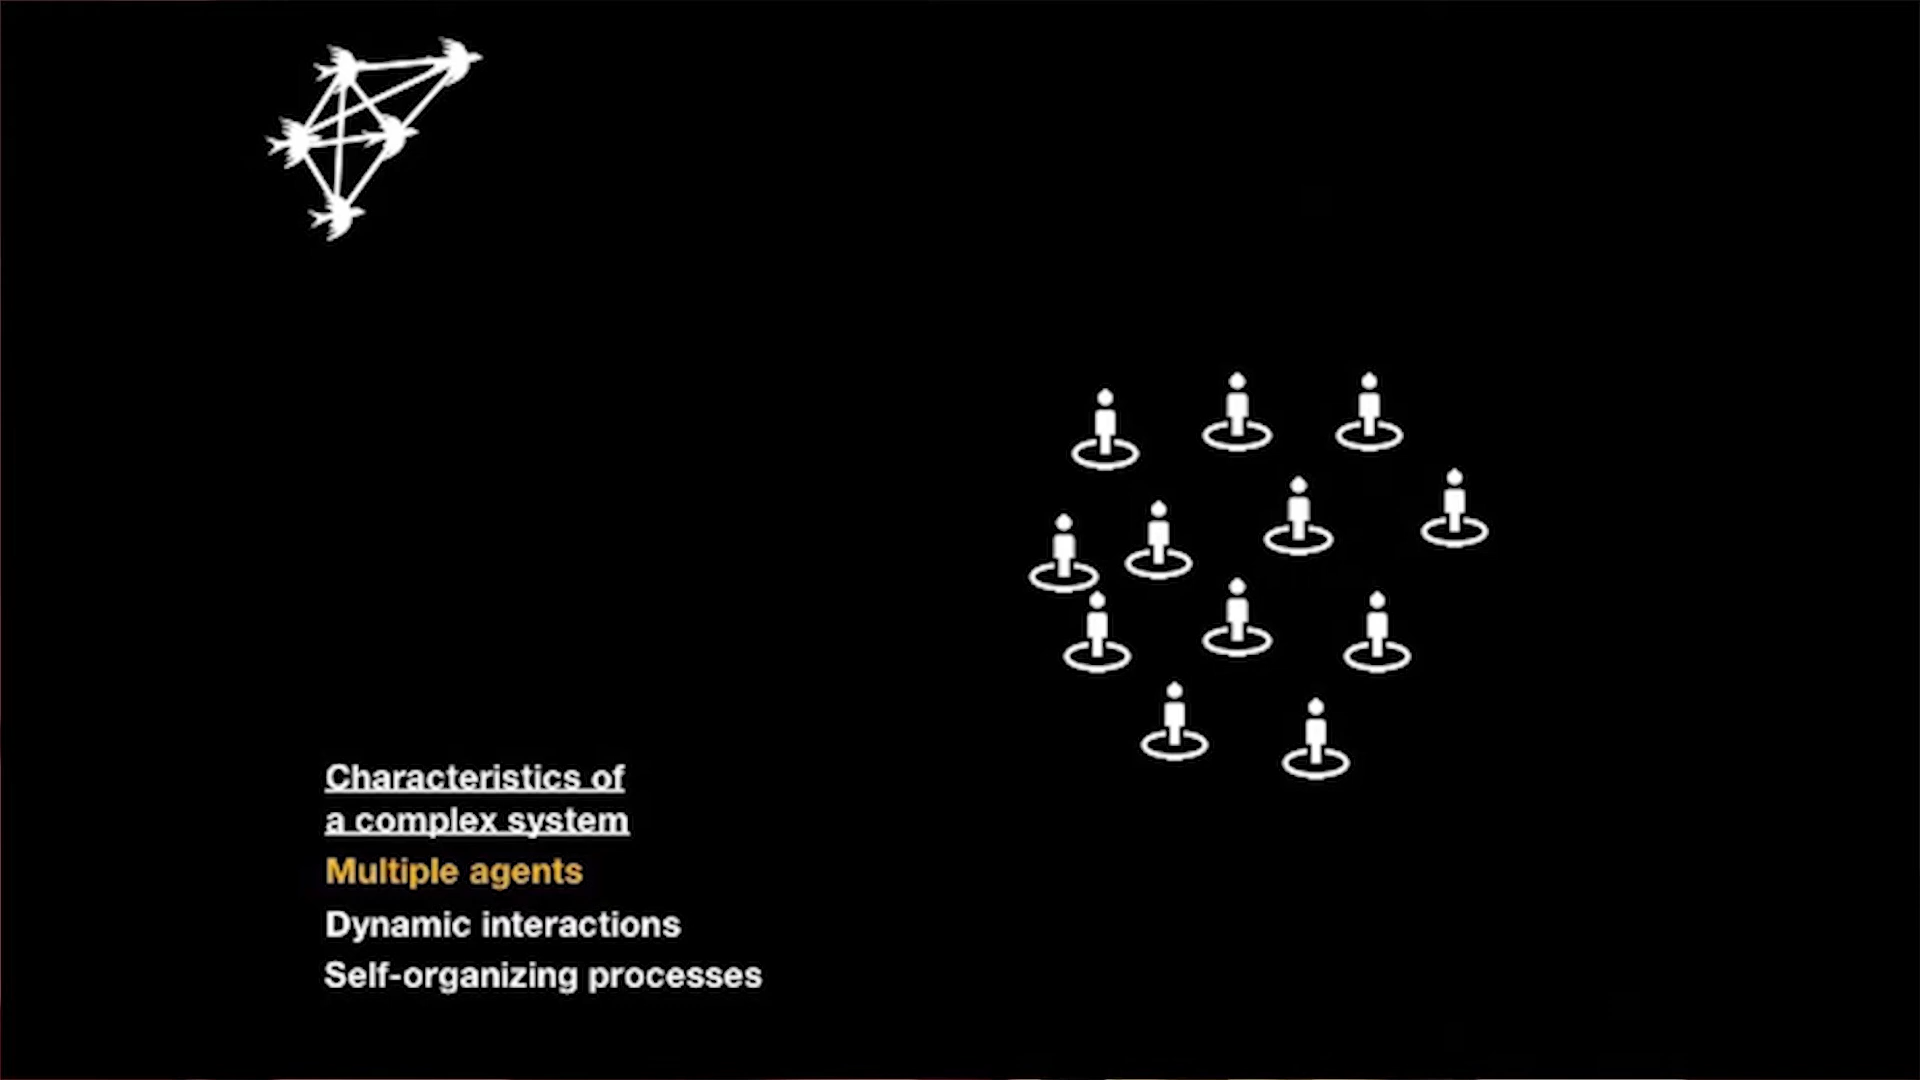 Characteristics of
a complex system
Multiple agents
Dynamic interactions
Self-organizing processes